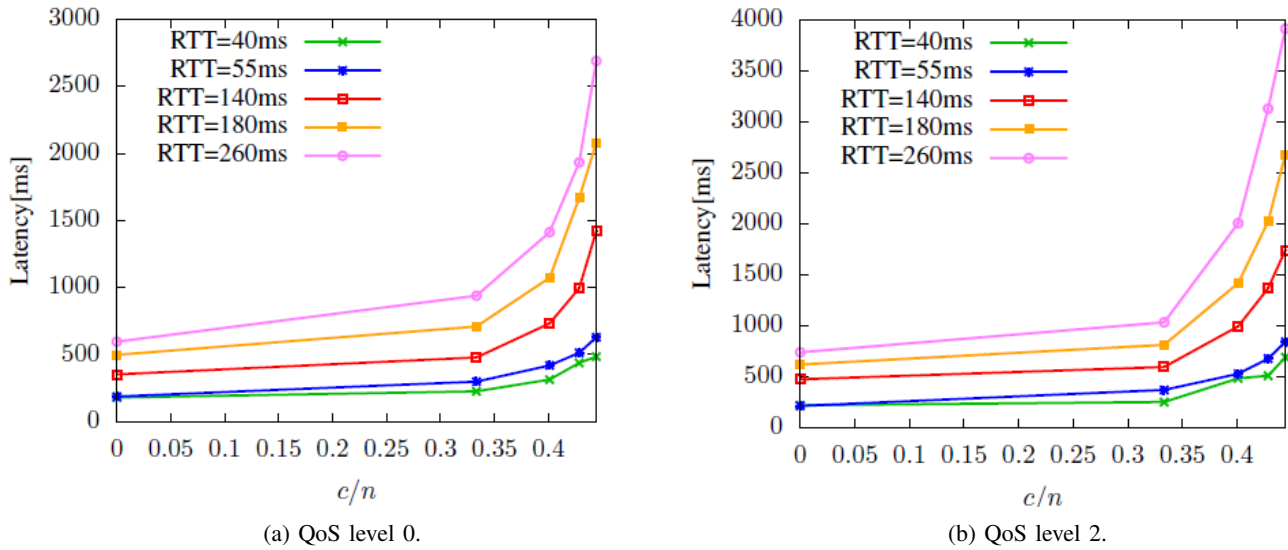 3000
2500
2000
1500
1000
500
0
Latency[ms]
RTT=40ms
RTT=55ms
RTT=140ms
RTT=180ms
RTT=260ms
0 0.05 0.1 0.15 0.2 0.25 0.3 0.35 0.4
c/n
(a) QoS level 0.
4000
3500
3000
2500
2000
1500
1000
500
0
Latency[ms]
RTT=40ms
RTT=55ms
RTT=140ms
RTT=180ms
RTT=260ms
0 0.05 0.1 0.15 0.2 0.25 0.3 0.35 0.4
c/n
(b) QoS level 2.